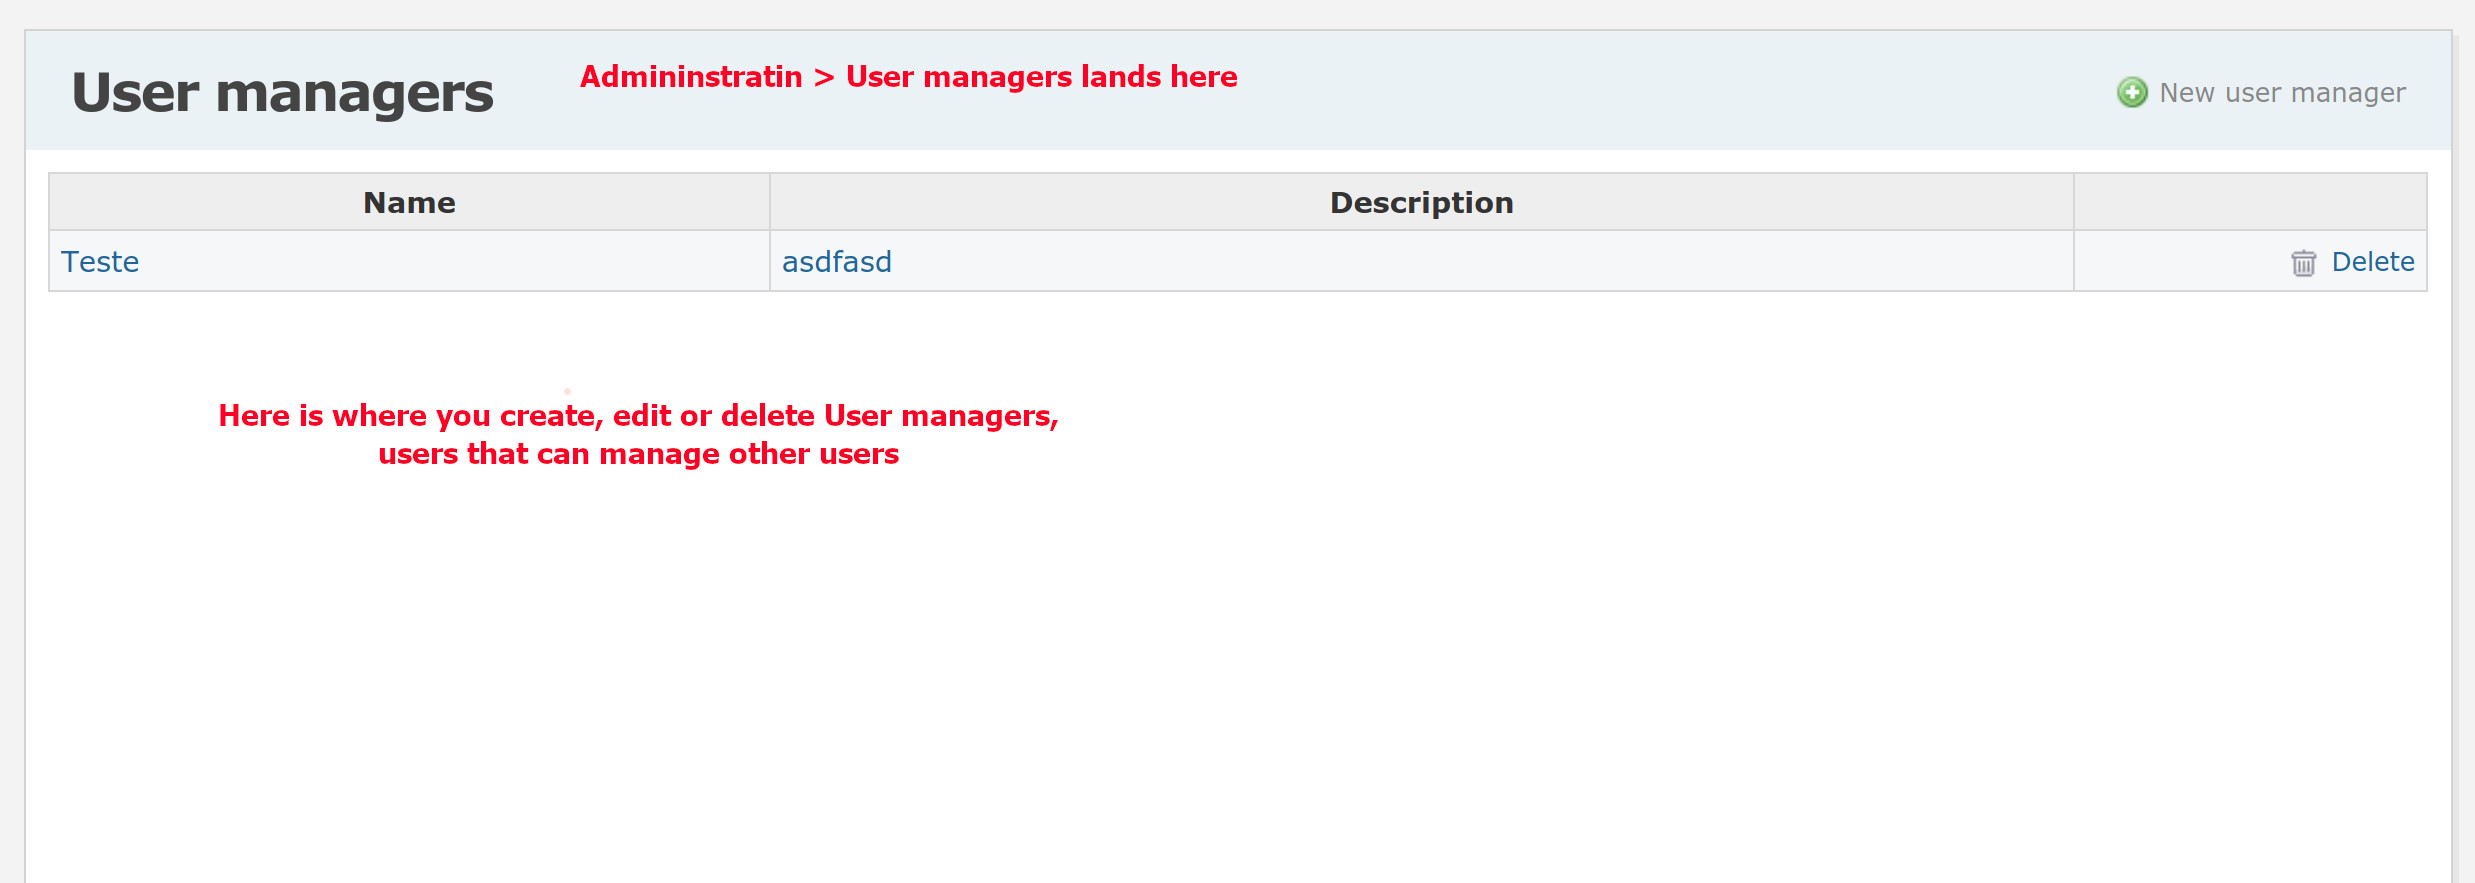 User managers
Admininstratin > User managers lands here
New user manager
Name Description
Teste asdfasd Delete
Here is where you create, edit or delete User managers,
users that can manage other users